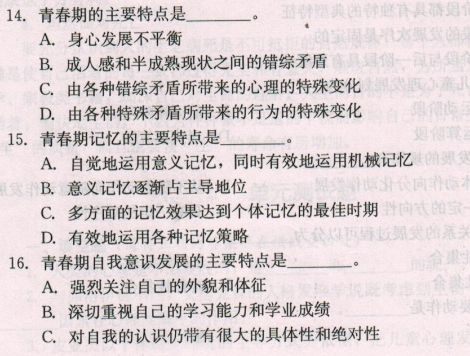 14. 青春期的主要特点是________。
A. 身心发展不平衡
B. 成人感和半成熟现状之间的错综矛盾
C. 由各种错综矛盾所带来的心理的特殊变化
D. 由各种特殊矛盾所带来的行为的特殊变化
15. 青春期记忆的主要特点是________。
A. 自觉地运用意义记忆，同时有效地运用机械记忆
B. 意义记忆逐渐占主导地位
C. 多方面的记忆效果达到个体记忆的最佳时期
D. 有效地运用各种记忆策略
16. 青春期自我意识发展的主要特点是________。
A. 强烈关注自己的外貌和体征
B. 深切重视自己的学习能力和学业成绩
C. 对自我的认识仍带有很大的具体性和绝对性